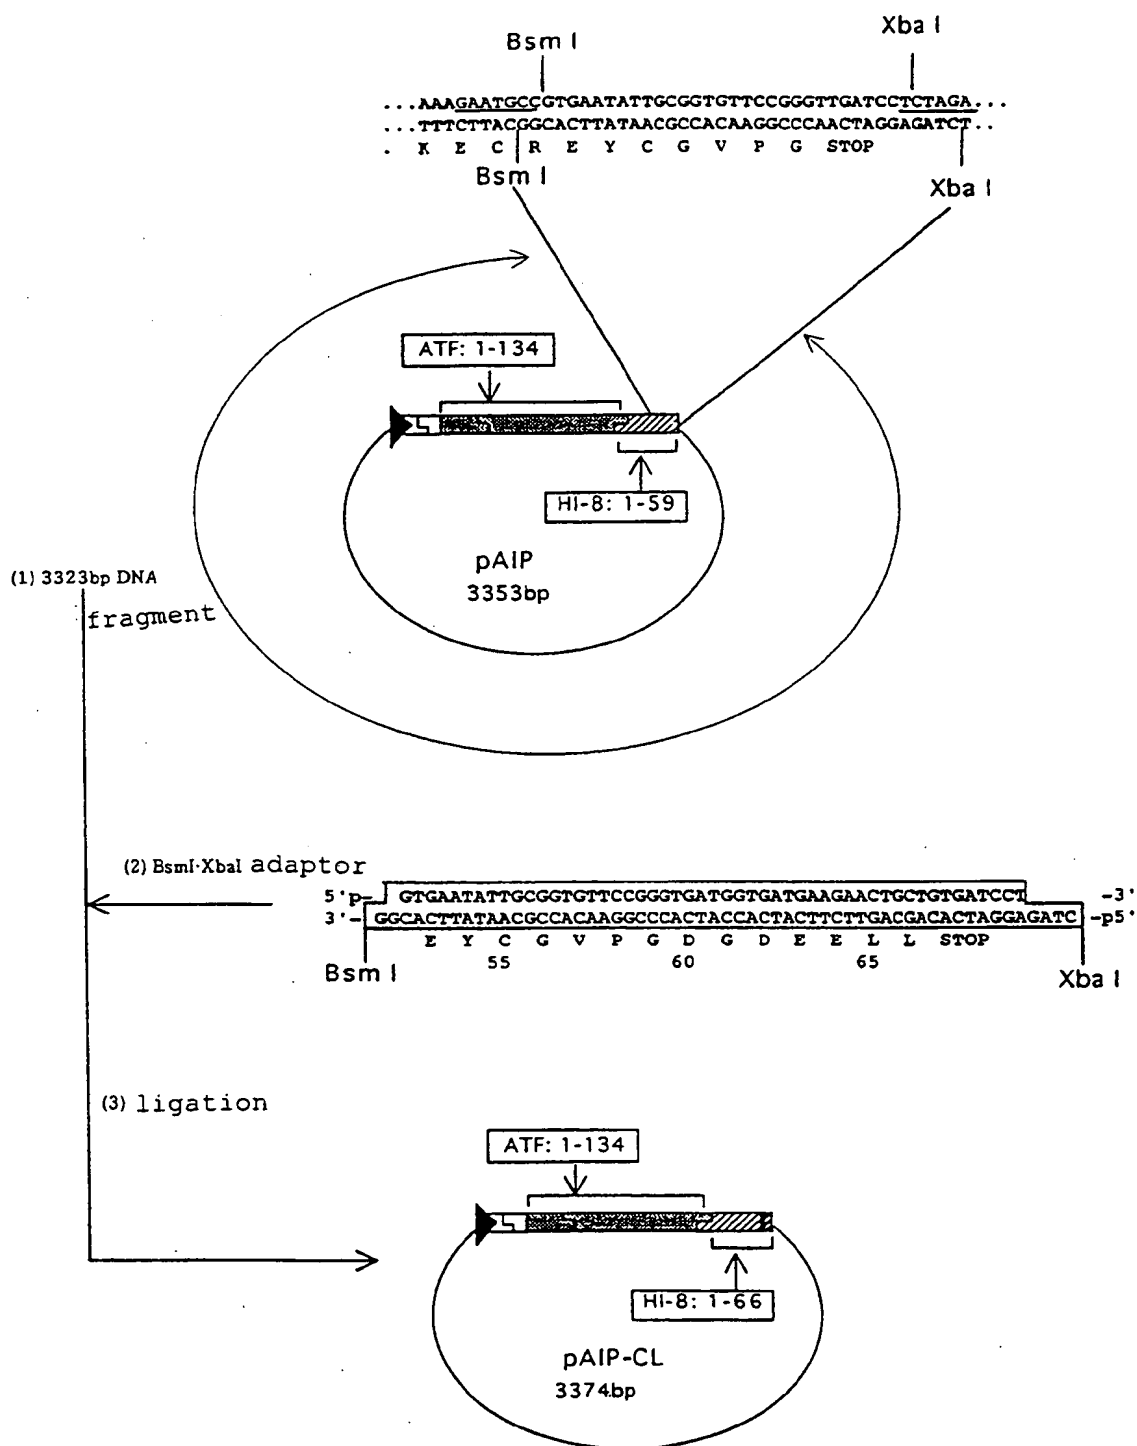 Bsm I
Xba I
...AAAGAATGCCGTGAATATTGCGGTGTTCCGGGTTGATCCTCTAGA...
...TTTCTTACGGCACTTATAACGCCACAAGGCCCAACTAGGAGATCT..
. K E C R E Y C G V P G STOP
Bsm I
Xba I
ATF: 1-134
HI-8: 1-59
pAIP
3353bp
(1) 3323bp DNA
fragment
(2) BsmI·XbaI adaptor
5'p- GTGAATATTGCGGTGTTCCGGGTGATGGTGATGAAGAACTGCTGTGATCCT -3'
3'- GGCACTTATAACGCCACAAGGCCCACTACCACTACTTCTTGACGACACTAGGAGATC -p5'
E Y C G V P G D G D E E L L STOP
55 60 65
Bsm I
Xba I
(3) ligation
ATF: 1-134
HI-8: 1-66
pAIP-CL
3374bp